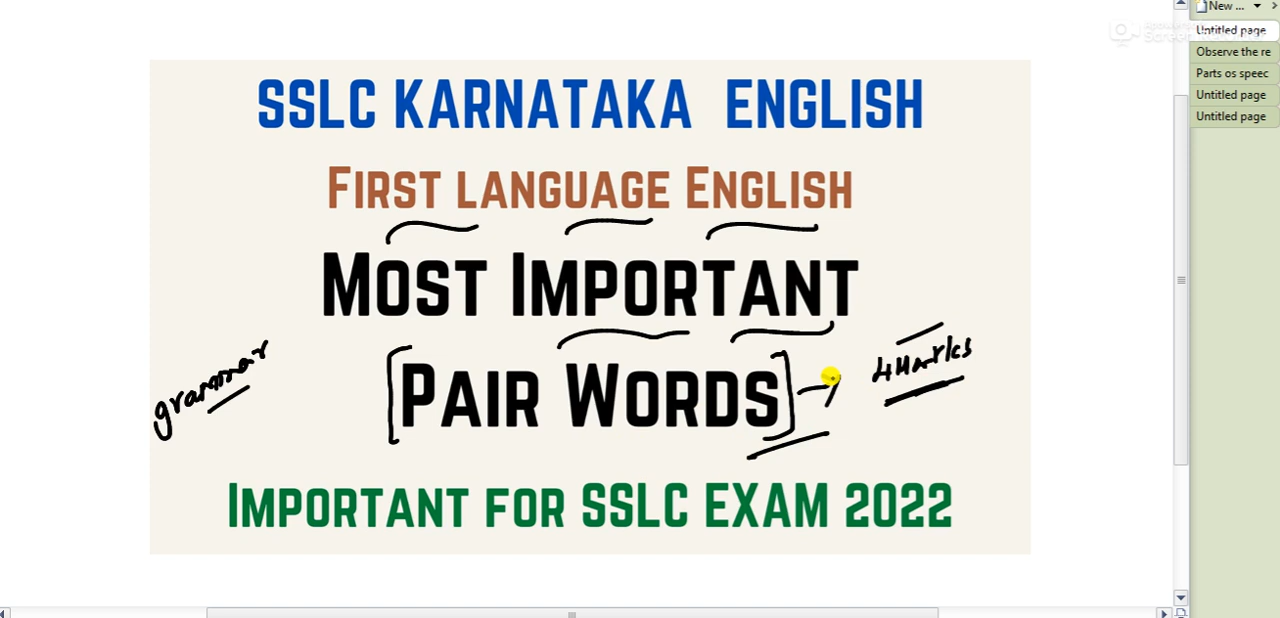 New ...
Untitled page
Observe the re
Parts os speec
Untitled page
Untitled page
SSLC KARNATAKA ENGLISH
FIRST LANGUAGE ENGLISH
MOST IMPORTANT
grammar
PAIR WORDS
4 Marks
IMPORTANT FOR SSLC EXAM 2022